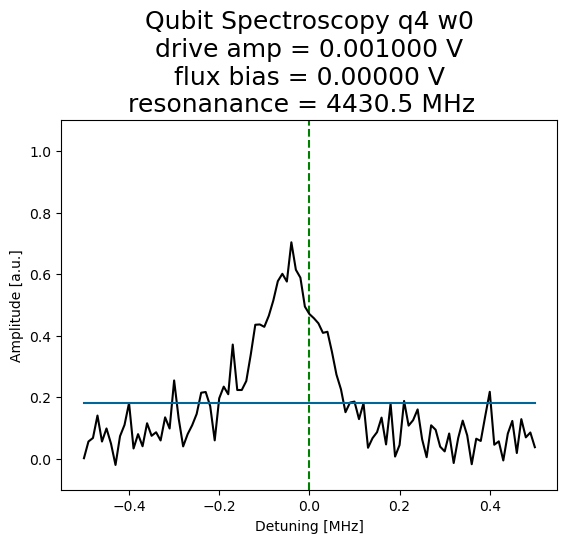 Qubit Spectroscopy q4 w0
drive amp = 0.001000 V
flux bias = 0.00000 V
resonanance = 4430.5 MHz
1.0
0.8
0.6
0.4
0.2
0.0
Amplitude [a.u.]
−0.4
−0.2
0.0
0.2
0.4
Detuning [MHz]